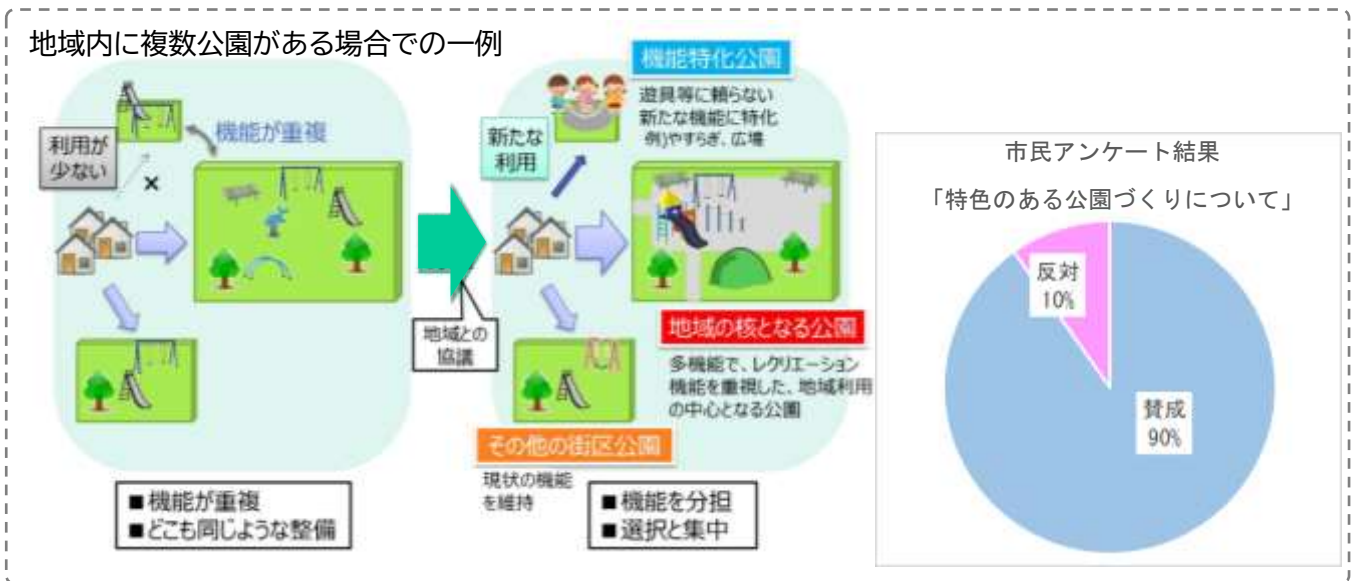 地域内に複数公園がある場合での一例
利用が
少ない
機能が重複
×
■機能が重複
■どこも同じような整備
地域との
協議
新たな
利用
機能特化公園
遊具等に頼らない
新たな機能に特化
例)やすらぎ、広場
地域の核となる公園
多機能で、レクリエーション
機能を重視した、地域利用
の中心となる公園
その他の街区公園
現状の機能
を維持
■機能を分担
■選択と集中
市民アンケート結果
「特色のある公園づくりについて」
反対
10%
賛成
90%